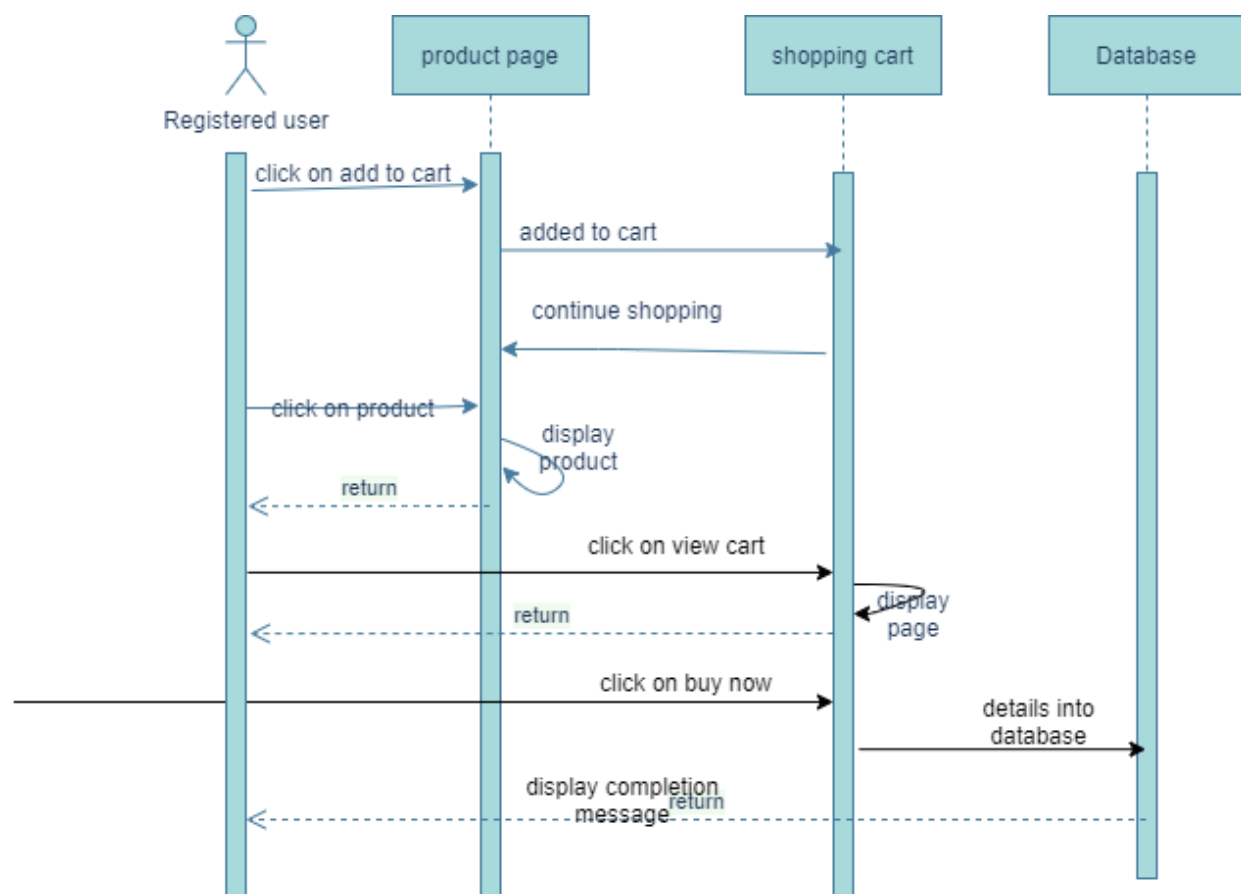 product page
shopping cart
Database
Registered user
click on add to cart
added to cart
continue shopping
click on product
display
product
return
click on view cart
display
page
return
click on buy now
details into
database
display completion
message
return